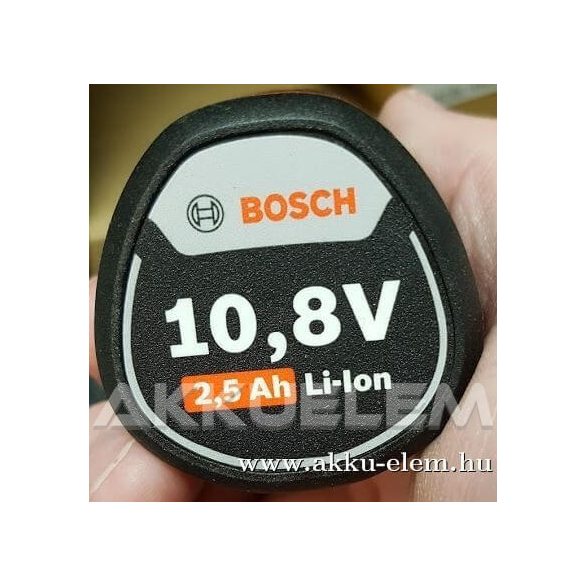 BOSCH
10,8V
2,5 Ah Li-Ion
AKKUELEM
www.akku-elem.hu